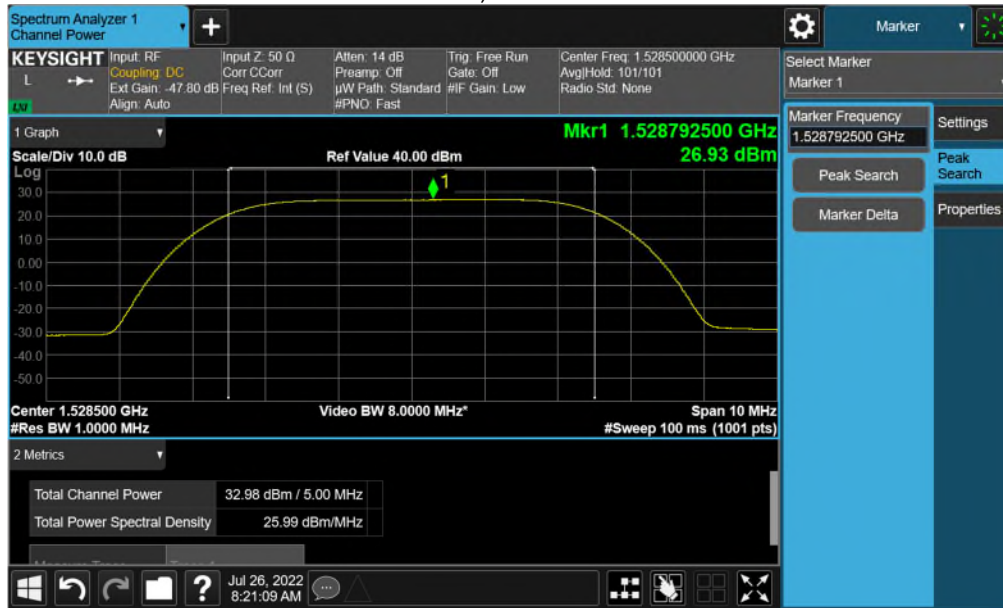 Spectrum Analyzer 1
Channel Power
+
Marker
KEYSIGHT
L
LXI
Input: RF
Coupling: DC
Ext Gain: -47.80 dB
Align: Auto
Input Z: 50 Ω
Corr CCorr
Freq Ref: Int (S)
Atten: 14 dB
Preamp: Off
µW Path: Standard
#PNO: Fast
Trig: Free Run
Gate: Off
#IF Gain: Low
Center Freq: 1.528500000 GHz
Avg|Hold: 101/101
Radio Std: None
Select Marker
Marker 1
1 Graph
Mkr1 1.528792500 GHz
26.93 dBm
Scale/Div 10.0 dB
Ref Value 40.00 dBm
Log
30.0
20.0
10.0
0.00
-10.0
-20.0
-30.0
-40.0
-50.0
1
Center 1.528500 GHz
Video BW 8.0000 MHz*
Span 10 MHz
#Res BW 1.0000 MHz
#Sweep 100 ms (1001 pts)
Marker Frequency
1.528792500 GHz
Peak Search
Marker Delta
Settings
Peak
Search
Properties
2 Metrics
Total Channel Power 32.98 dBm / 5.00 MHz
Total Power Spectral Density 25.99 dBm/MHz
?
Jul 26, 2022
8:21:09 AM